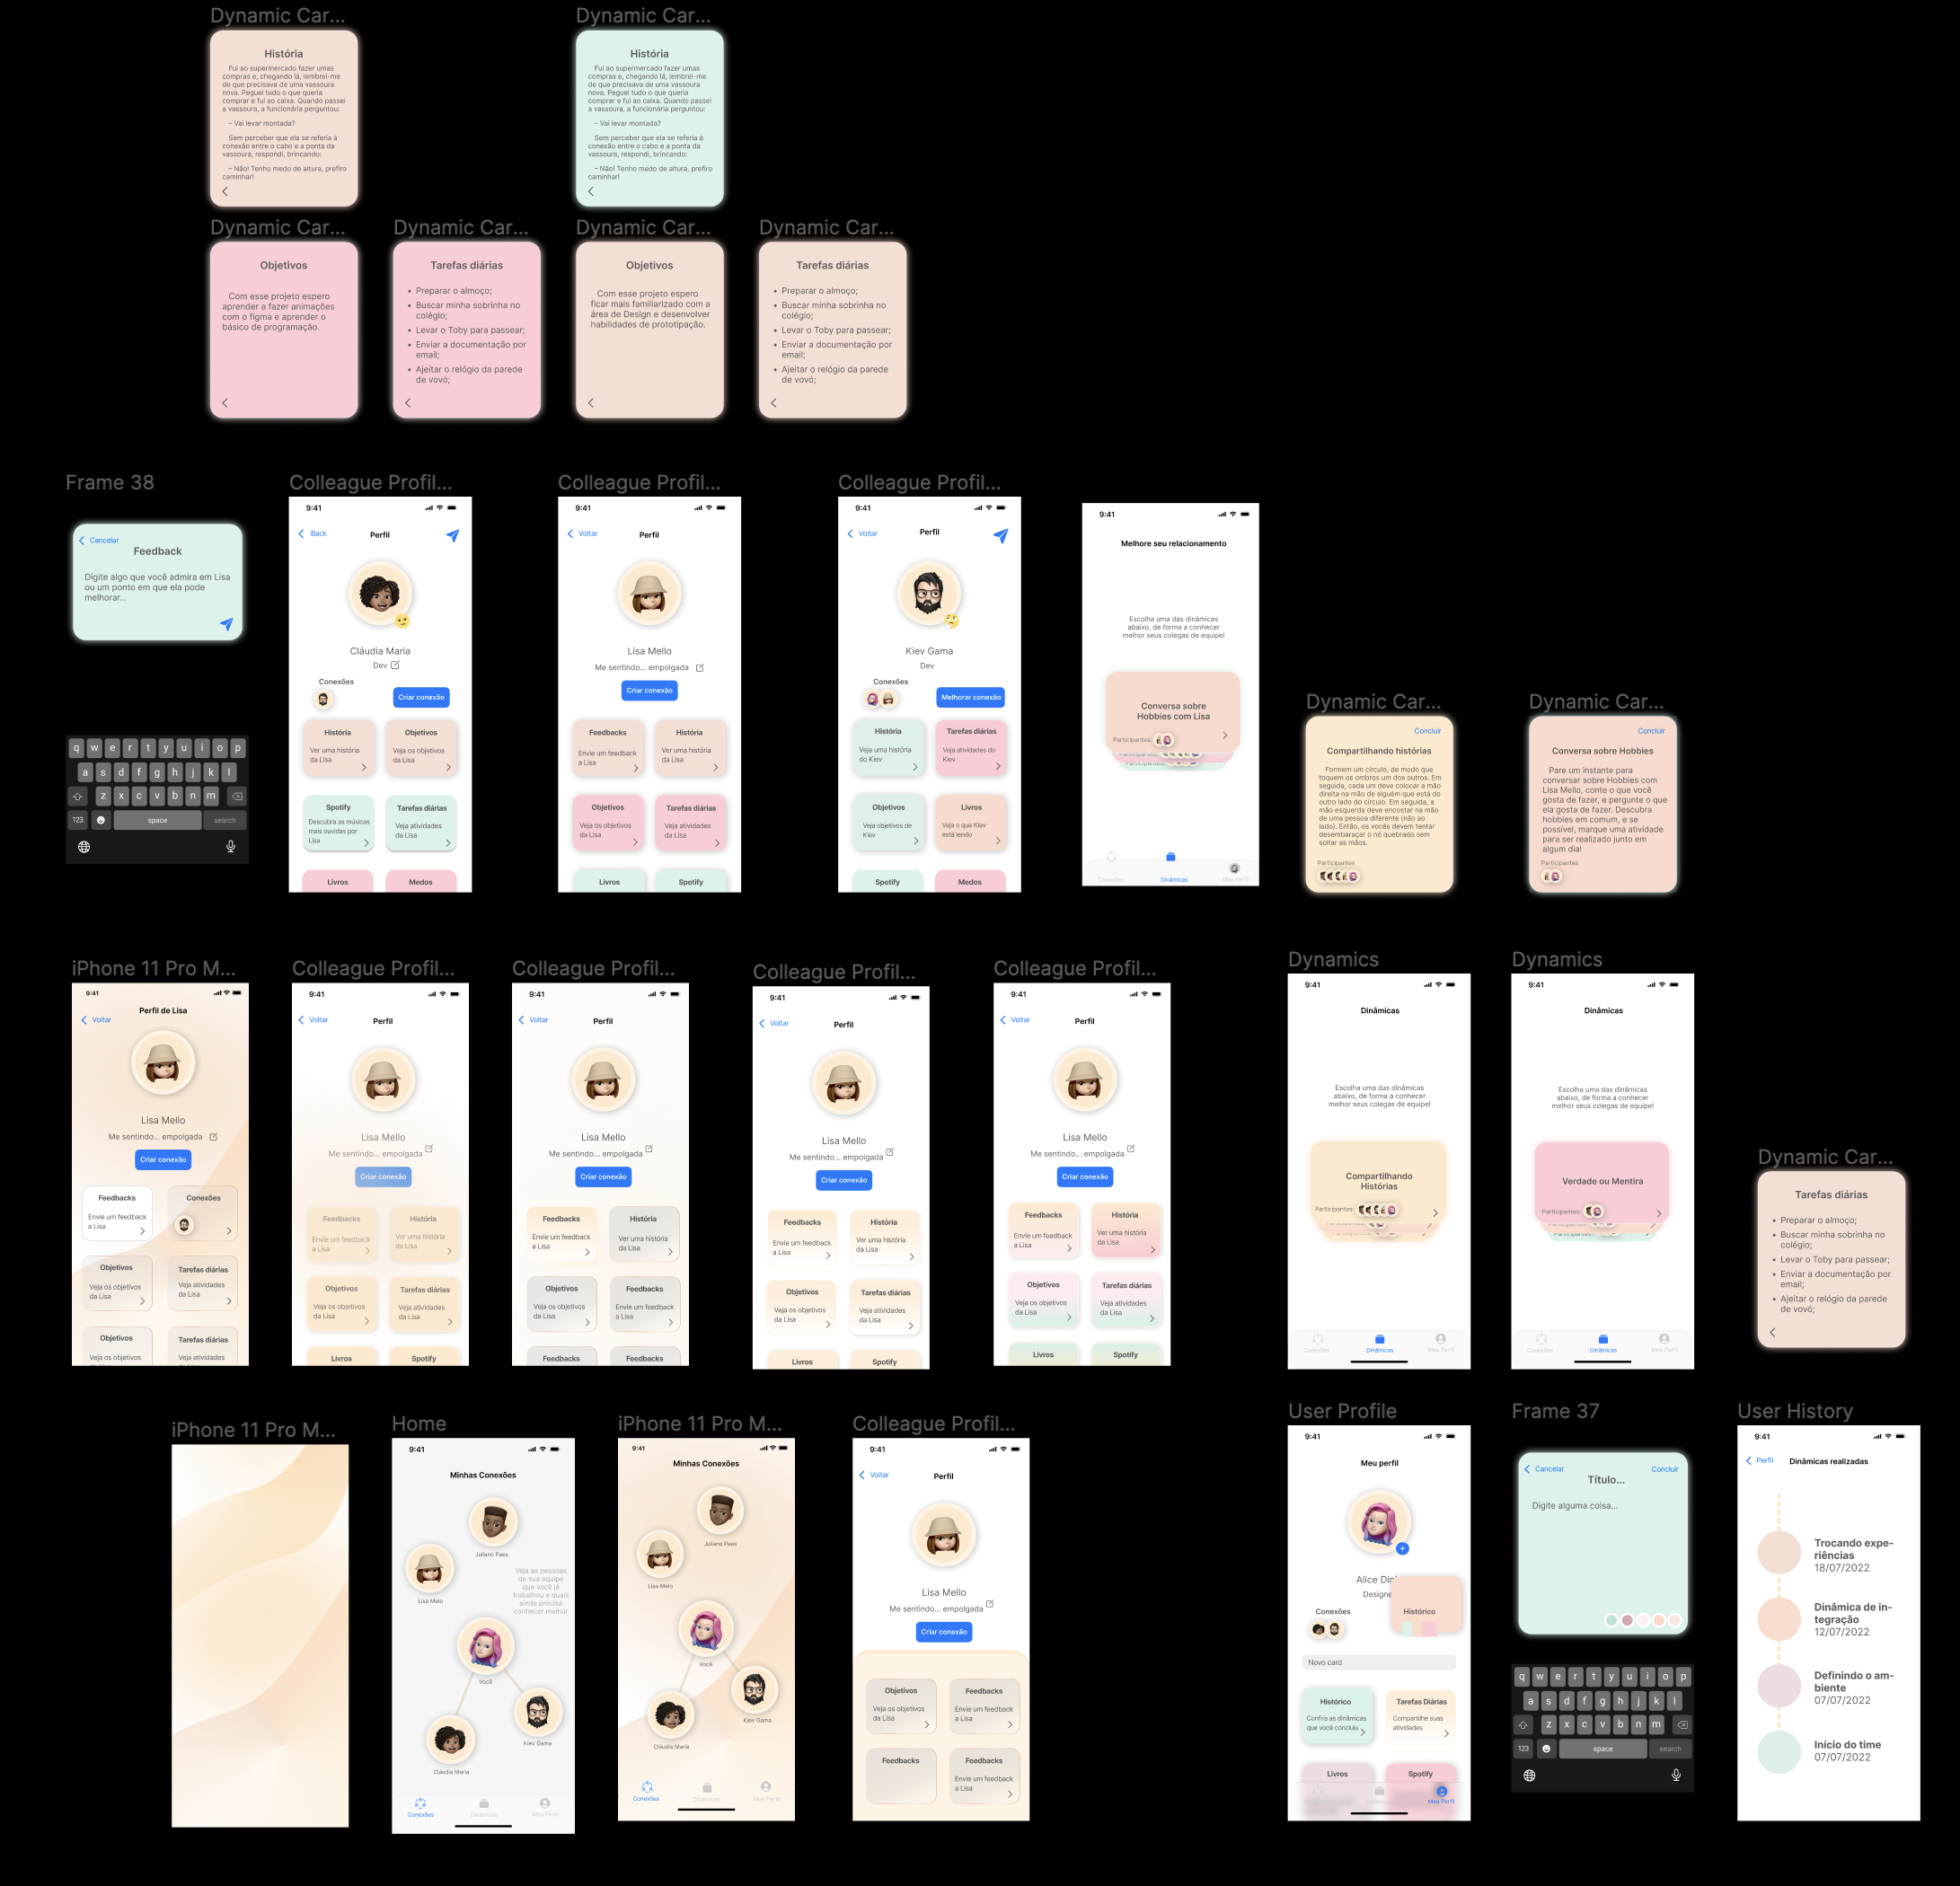 Dynamic Car...
História
Fui ao supermercado fazer umas
compras e, chegando lá, lembrei-me
de que precisava de uma vassoura
nova. Peguei tudo o que queria
comprar e fui ao caixa. Quando passei
a vassoura, a funcionária perguntou:
– Vai levar montada?
Sem perceber que ela se referia à
conexão entre o cabo e a ponta da
vassoura, respondi, brincando:
– Não! Tenho medo de altura, prefiro
caminhar!
Dynamic Car...
História
Fui ao supermercado fazer umas
compras e, chegando lá, lembrei-me
de que precisava de uma vassoura
nova. Peguei tudo o que queria
comprar e fui ao caixa. Quando passei
a vassoura, a funcionária perguntou:
– Vai levar montada?
Sem perceber que ela se referia à
conexão entre o cabo e a ponta da
vassoura, respondi, brincando:
– Não! Tenho medo de altura, prefiro
caminhar!
Dynamic Car...
Objetivos
Com esse projeto espero
aprender a fazer animações
com o figma e aprender o
básico de programação.
Dynamic Car...
Tarefas diárias
• Preparar o almoço;
• Buscar minha sobrinha no
colégio;
• Levar o Toby para passear;
• Enviar a documentação por
email;
• Ajeitar o relógio da parede
de vovó;
Dynamic Car...
Objetivos
Com esse projeto espero
ficar mais familiarizado com a
área de Design e desenvolver
habilidades de prototipação.
Dynamic Car...
Tarefas diárias
• Preparar o almoço;
• Buscar minha sobrinha no
colégio;
• Levar o Toby para passear;
• Enviar a documentação por
email;
• Ajeitar o relógio da parede
de vovó;
Frame 38
Cancelar
Feedback
Digite algo que você admira em Lisa
ou um ponto em que ela pode
melhorar...
q w e r t y u i o p
a s d f g h j k l
z x c v b n m
123 space search
Colleague Profil...
9:41
Back Perfil
Cláudia Maria
Dev
Conexões
Criar conexão
História Objetivos
Ver uma história Veja os objetivos
da Lisa da Lisa
Spotify Tarefas diárias
Descubra as músicas
mais ouvidas por
Lisa
Veja atividades
da Lisa
Livros Medos
Colleague Profil...
9:41
Voltar Perfil
Lisa Mello
Me sentindo... empolgada
Criar conexão
Feedbacks História
Envie um feedback Ver uma história
a Lisa da Lisa
Objetivos Tarefas diárias
Veja os objetivos Veja atividades
da Lisa da Lisa
Livros Spotify
Colleague Profil...
9:41
Voltar Perfil
Kiev Gama
Dev
Conexões
Melhorar conexão
História Tarefas diárias
Veja uma história Veja atividades do
do Kiev Kiev
Objetivos Livros
Veja objetivos de Veja o que Kiev
Kiev está lendo
Spotify Medos
9:41
Melhore seu relacionamento
Escolha uma das dinâmicas
abaixo, de forma a conhecer
melhor seus colegas de equipe!
Conversa sobre
Hobbies com Lisa
Participantes:
Participantes:
Participantes:
Conexões Dinâmicas Meu Perfil
Dynamic Car...
Concluir
Compartilhando histórias
Formem um círculo, de modo que
toquem os ombros um dos outros. Em
seguida, cada um deve colocar a mão
direita na mão de alguém que está do
outro lado do círculo. Em seguida, a
mão esquerda deve encostar na mão
de uma pessoa diferente (não ao
lado). Então, os vocês devem tentar
desembaraçar o nó quebrado sem
soltar as mãos.
Participantes
Dynamic Car...
Concluir
Conversa sobre Hobbies
Pare um instante para
conversar sobre Hobbies com
Lisa Mello, conte o que você
gosta de fazer, e pergunte o que
ela gosta de fazer. Descubra
hobbies em comum, e se
possível, marque uma atividade
para ser realizado junto em
algum dia!
Participantes
iPhone 11 Pro M...
9:41
Perfil de Lisa
Voltar
Lisa Mello
Me sentindo... empolgada
Criar conexão
Feedbacks Conexões
Envie um feedback
a Lisa
Objetivos Tarefas diárias
Veja os objetivos Veja atividades
da Lisa da Lisa
Objetivos Tarefas diárias
Veja os objetivos Veja atividades
Colleague Profil...
9:41
Voltar Perfil
Lisa Mello
Me sentindo... empolgada
Criar conexão
Feedbacks História
Envie um feedback Ver uma história
a Lisa da Lisa
Objetivos Tarefas diárias
Veja os objetivos Veja atividades
da Lisa da Lisa
Livros Spotify
Colleague Profil...
9:41
Voltar Perfil
Lisa Mello
Me sentindo... empolgada
Criar conexão
Feedbacks História
Envie um feedback Ver uma história
a Lisa da Lisa
Objetivos Feedbacks
Veja os objetivos Envie um feedback
da Lisa a Lisa
Feedbacks Feedbacks
Colleague Profil...
9:41
Voltar Perfil
Lisa Mello
Me sentindo... empolgada
Criar conexão
Feedbacks História
Envie um feedback Ver uma história
a Lisa da Lisa
Objetivos Tarefas diárias
Veja os objetivos Veja atividades
da Lisa da Lisa
Livros Spotify
Colleague Profil...
9:41
Voltar Perfil
Lisa Mello
Me sentindo... empolgada
Criar conexão
Feedbacks História
Envie um feedback Ver uma história
a Lisa da Lisa
Objetivos Tarefas diárias
Veja os objetivos Veja atividades
da Lisa da Lisa
Livros Spotify
Dynamics
9:41
Dinâmicas
Escolha uma das dinâmicas
abaixo, de forma a conhecer
melhor seus colegas de equipe!
Compartilhando
Histórias
Participantes:
Conexões Dinâmicas Meu Perfil
Dynamics
9:41
Dinâmicas
Escolha uma das dinâmicas
abaixo, de forma a conhecer
melhor seus colegas de equipe!
Verdade ou Mentira
Participantes:
Conexões Dinâmicas Meu Perfil
Dynamic Car...
Tarefas diárias
• Preparar o almoço;
• Buscar minha sobrinha no
colégio;
• Levar o Toby para passear;
• Enviar a documentação por
email;
• Ajeitar o relógio da parede
de vovó;
iPhone 11 Pro M...
Home
9:41
Minhas Conexões
Juliano Paes
Lisa Melo
Veja as pessoas
de sua equipe
que você já
trabalhou e quais
ainda precisa
conhecer melhor
Você
Kiev Gama
Cláudia Maria
Conexões Dinâmicas Meu Perfil
iPhone 11 Pro M...
9:41
Minhas Conexões
Juliano Paes
Lisa Melo
Você
Kiev Gama
Cláudia Maria
Conexões Dinâmicas Meu Perfil
Colleague Profil...
9:41
Voltar Perfil
Lisa Mello
Me sentindo... empolgada
Criar conexão
Objetivos Feedbacks
Veja os objetivos Envie um feedback
da Lisa a Lisa
Feedbacks Feedbacks
Envie um feedback
a Lisa
User Profile
9:41
Meu perfil
Alice Din
Designe
Conexões
Histórico
Novo card
Histórico Tarefas Diárias
Confira as dinâmicas Compartilhe suas
que você concluiu atividades
Livros Spotify
Meu Perfil
Frame 37
Cancelar Concluir
Título...
Digite alguma coisa...
q w e r t y u i o p
a s d f g h j k l
z x c v b n m
123 space search
User History
9:41
Perfil Dinâmicas realizadas
Trocando expe-
riências
18/07/2022
Dinâmica de in-
tegração
12/07/2022
Definindo o am-
biente
07/07/2022
Início do time
07/07/2022